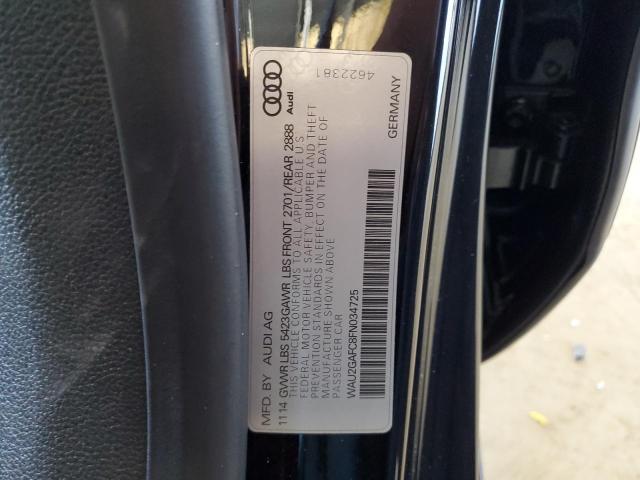 MFD. BY AUDI AG
11 14 GVWR LBS 5423GAWR LBS FRONT 2701/REAR 2888
THIS VEHICLE CONFORMS TO ALL APPLICABLE U S
FEDERAL MOTOR VEHICLE SAFETY, BUMPER AND THEFT
PREVENTION STANDARDS IN EFFECT ON THE DATE OF
MANUFACTURE SHOWN ABOVE
PASSENGER CAR
WAU2GAFC8FN034725
Audi
4622381
GERMANY